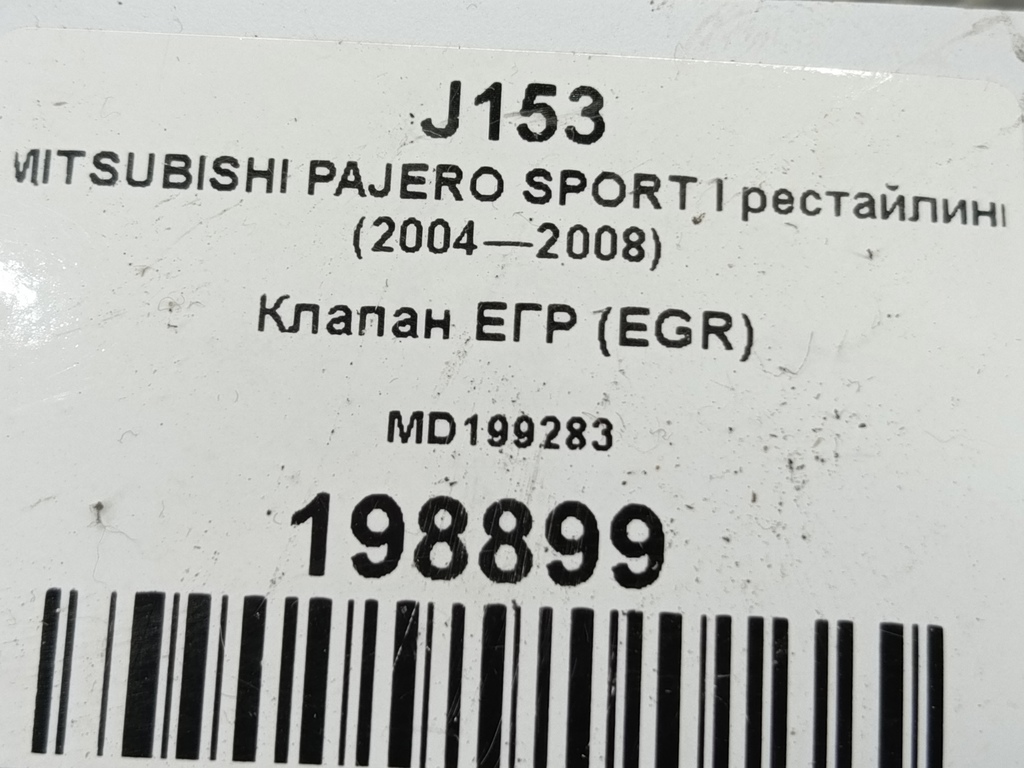 J153
MITSUBISHI PAJERO SPORT I рестайлинг
(2004—2008)
Клапан ЕГР (EGR)
MD199283
198899